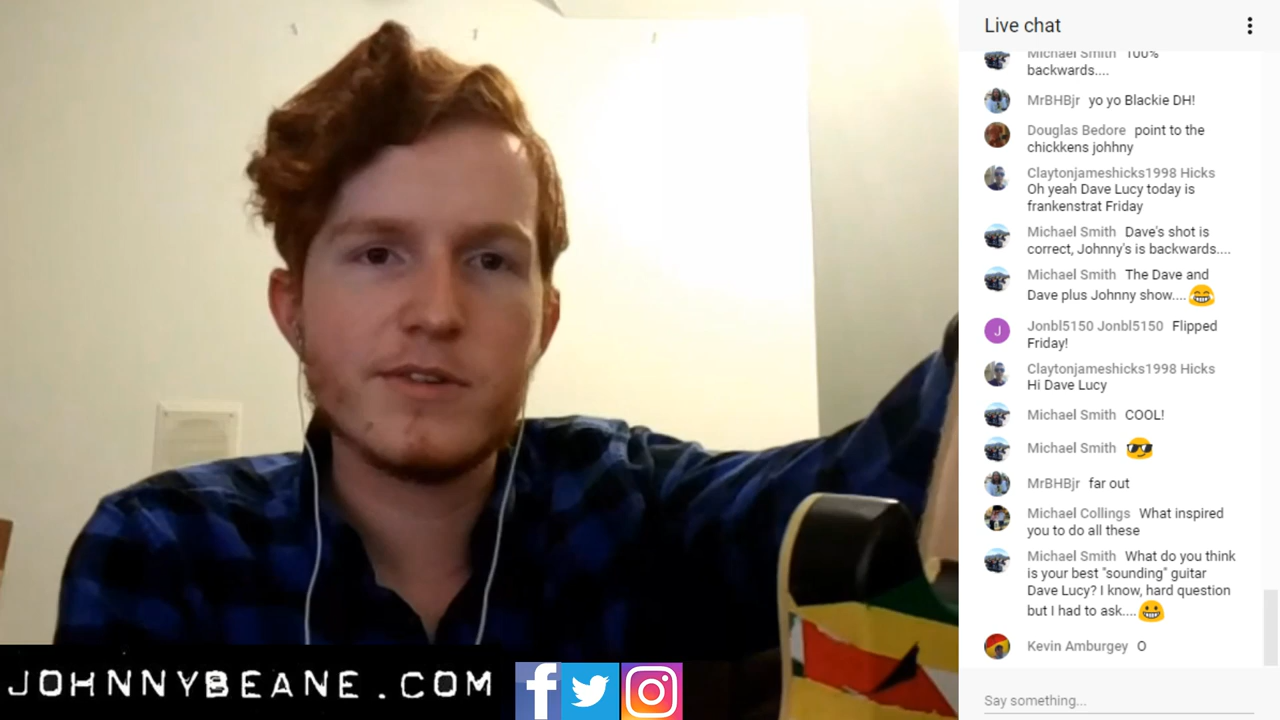 Live chat
Michael Smith 100%
backwards....
MrBHBjr yo yo Blackie DH!
Douglas Bedore point to the
chickkens johhny
Claytonjameshicks1998 Hicks
Oh yeah Dave Lucy today is
frankenstrat Friday
Michael Smith Dave's shot is
correct, Johnny's is backwards....
Michael Smith The Dave and
Dave plus Johnny show.... 😂
J Jonbl5150 Jonbl5150 Flipped
Friday!
Claytonjameshicks1998 Hicks
Hi Dave Lucy
Michael Smith COOL!
Michael Smith 😎
MrBHBjr far out
Michael Collings What inspired
you to do all these
Michael Smith What do you think
is your best "sounding" guitar
Dave Lucy? I know, hard question
but I had to ask.... 😀
Kevin Amburgey O
Say something...
JOHNNYBEANE.COM